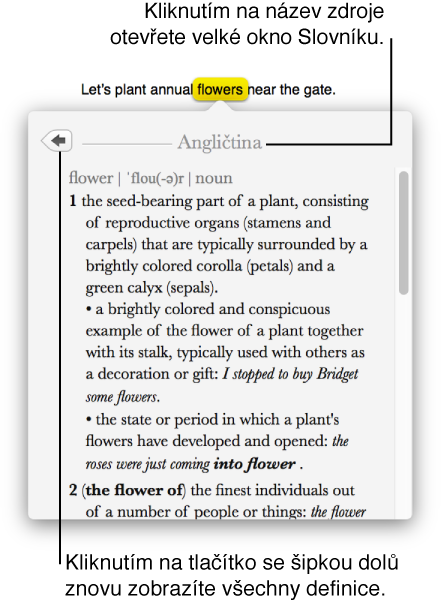 Kliknutím na název zdroje
otevřete velké okno Slovníku.
Let's plant annual flowers near the gate.
Angličtina
flower | ˈflou(-ə)r | noun
1 the seed-bearing part of a plant, consisting
of reproductive organs (stamens and
carpels) that are typically surrounded by a
brightly colored corolla (petals) and a
green calyx (sepals).
• a brightly colored and conspicuous
example of the flower of a plant together
with its stalk, typically used with others as
a decoration or gift: I stopped to buy Bridget
some flowers.
• the state or period in which a plant's
flowers have developed and opened: the
roses were just coming into flower .
2 (the flower of) the finest individuals out
of a number of people or things: the flower
Kliknutím na tlačítko se šipkou dolů
znovu zobrazíte všechny definice.